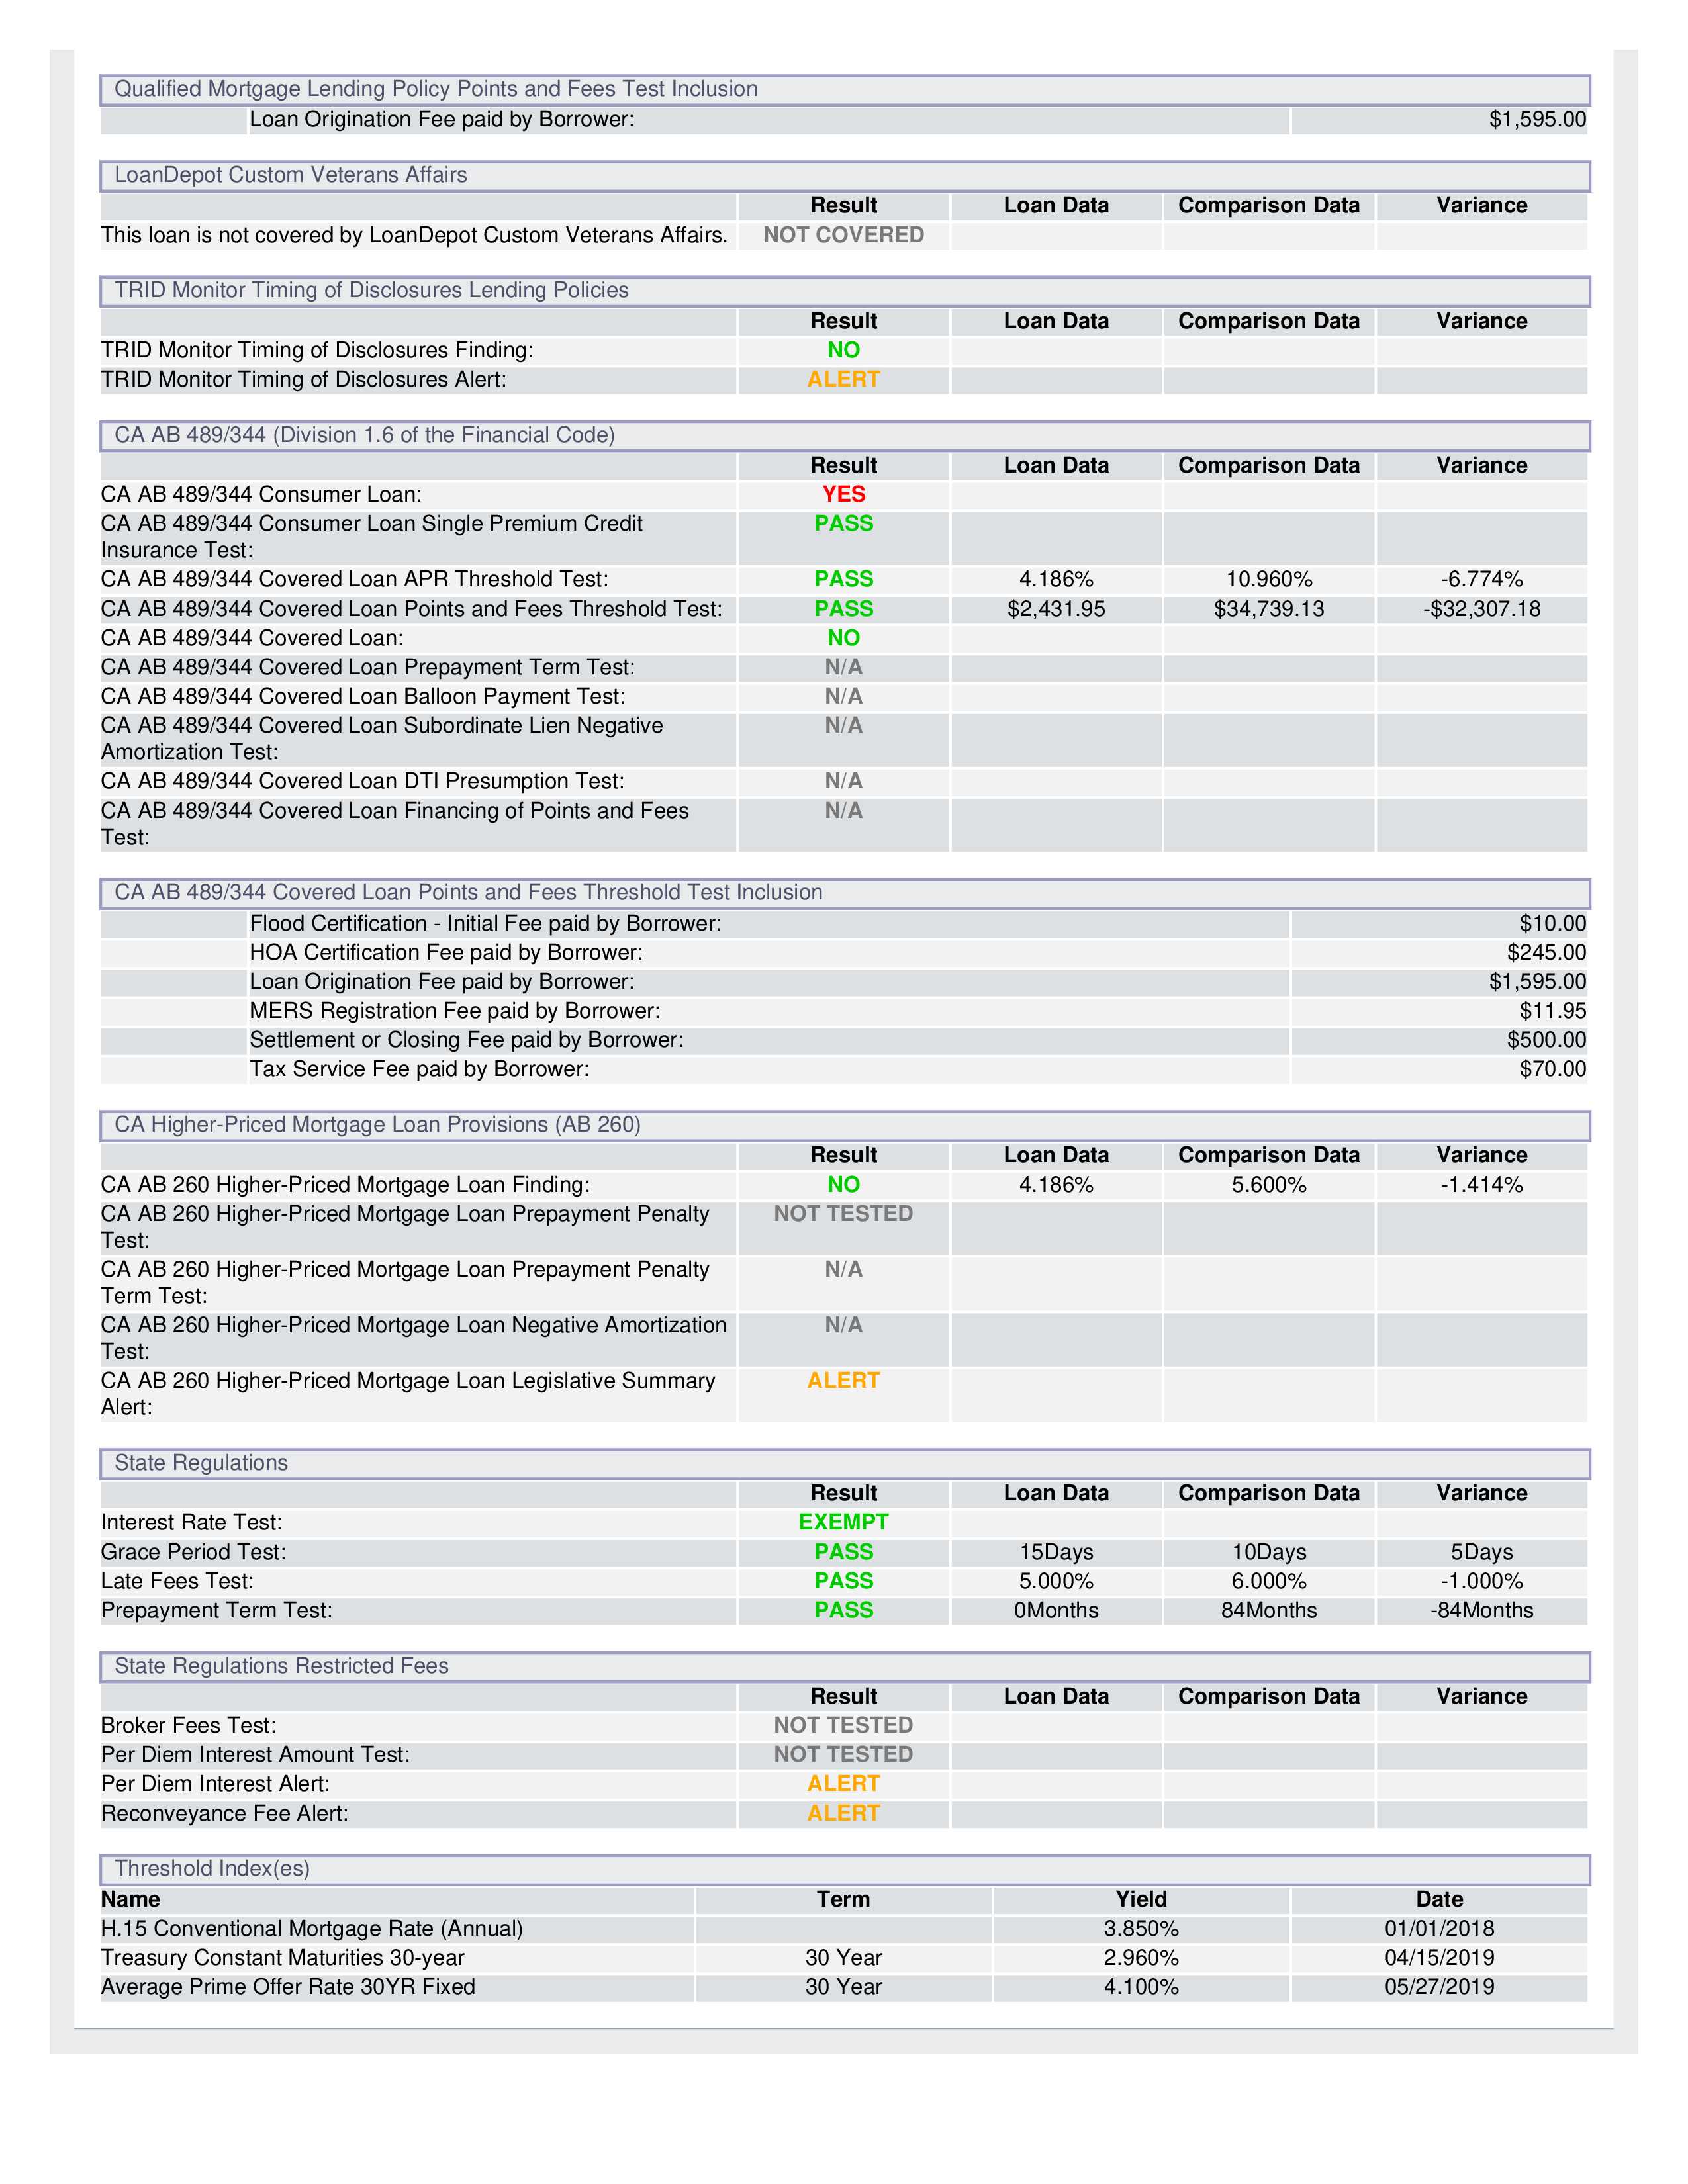 Qualified Mortgage Lending Policy Points and Fees Test Inclusion
Loan Origination Fee paid by Borrower: $1,595.00
LoanDepot Custom Veterans Affairs
Result Loan Data Comparison Data Variance
This loan is not covered by LoanDepot Custom Veterans Affairs. NOT COVERED
TRID Monitor Timing of Disclosures Lending Policies
Result Loan Data Comparison Data Variance
TRID Monitor Timing of Disclosures Finding: NO
TRID Monitor Timing of Disclosures Alert: ALERT
CA AB 489/344 (Division 1.6 of the Financial Code)
Result Loan Data Comparison Data Variance
CA AB 489/344 Consumer Loan: YES
CA AB 489/344 Consumer Loan Single Premium Credit PASS
Insurance Test:
CA AB 489/344 Covered Loan APR Threshold Test: PASS 4.186% 10.960% -6.774%
CA AB 489/344 Covered Loan Points and Fees Threshold Test: PASS $2,431.95 $34,739.13 -$32,307.18
CA AB 489/344 Covered Loan: NO
CA AB 489/344 Covered Loan Prepayment Term Test: N/A
CA AB 489/344 Covered Loan Balloon Payment Test: N/A
CA AB 489/344 Covered Loan Subordinate Lien Negative N/A
Amortization Test:
CA AB 489/344 Covered Loan DTI Presumption Test: N/A
CA AB 489/344 Covered Loan Financing of Points and Fees N/A
Test:
CA AB 489/344 Covered Loan Points and Fees Threshold Test Inclusion
Flood Certification - Initial Fee paid by Borrower: $10.00
HOA Certification Fee paid by Borrower: $245.00
Loan Origination Fee paid by Borrower: $1,595.00
MERS Registration Fee paid by Borrower: $11.95
Settlement or Closing Fee paid by Borrower: $500.00
Tax Service Fee paid by Borrower: $70.00
CA Higher-Priced Mortgage Loan Provisions (AB 260)
Result Loan Data Comparison Data Variance
CA AB 260 Higher-Priced Mortgage Loan Finding: NO 4.186% 5.600% -1.414%
CA AB 260 Higher-Priced Mortgage Loan Prepayment Penalty NOT TESTED
Test:
CA AB 260 Higher-Priced Mortgage Loan Prepayment Penalty N/A
Term Test:
CA AB 260 Higher-Priced Mortgage Loan Negative Amortization N/A
Test:
CA AB 260 Higher-Priced Mortgage Loan Legislative Summary ALERT
Alert:
State Regulations
Result Loan Data Comparison Data Variance
Interest Rate Test: EXEMPT
Grace Period Test: PASS 15Days 10Days 5Days
Late Fees Test: PASS 5.000% 6.000% -1.000%
Prepayment Term Test: PASS 0Months 84Months -84Months
State Regulations Restricted Fees
Result Loan Data Comparison Data Variance
Broker Fees Test: NOT TESTED
Per Diem Interest Amount Test: NOT TESTED
Per Diem Interest Alert: ALERT
Reconveyance Fee Alert: ALERT
Threshold Index(es)
Name Term Yield Date
H.15 Conventional Mortgage Rate (Annual) 3.850% 01/01/2018
Treasury Constant Maturities 30-year 30 Year 2.960% 04/15/2019
Average Prime Offer Rate 30YR Fixed 30 Year 4.100% 05/27/2019